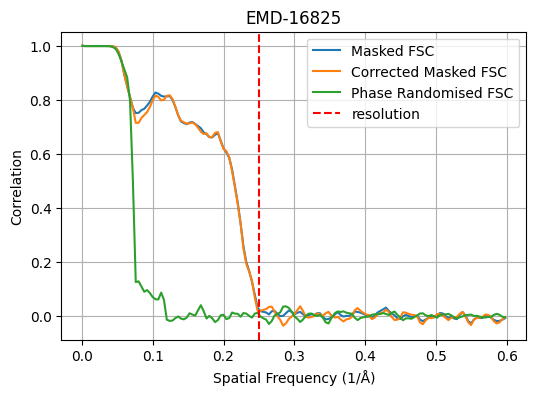 EMD-16825
1.0
0.8
0.6
0.4
0.2
0.0
Correlation
Masked FSC
Corrected Masked FSC
Phase Randomised FSC
resolution
0.0 0.1 0.2 0.3 0.4 0.5 0.6
Spatial Frequency (1/Å)